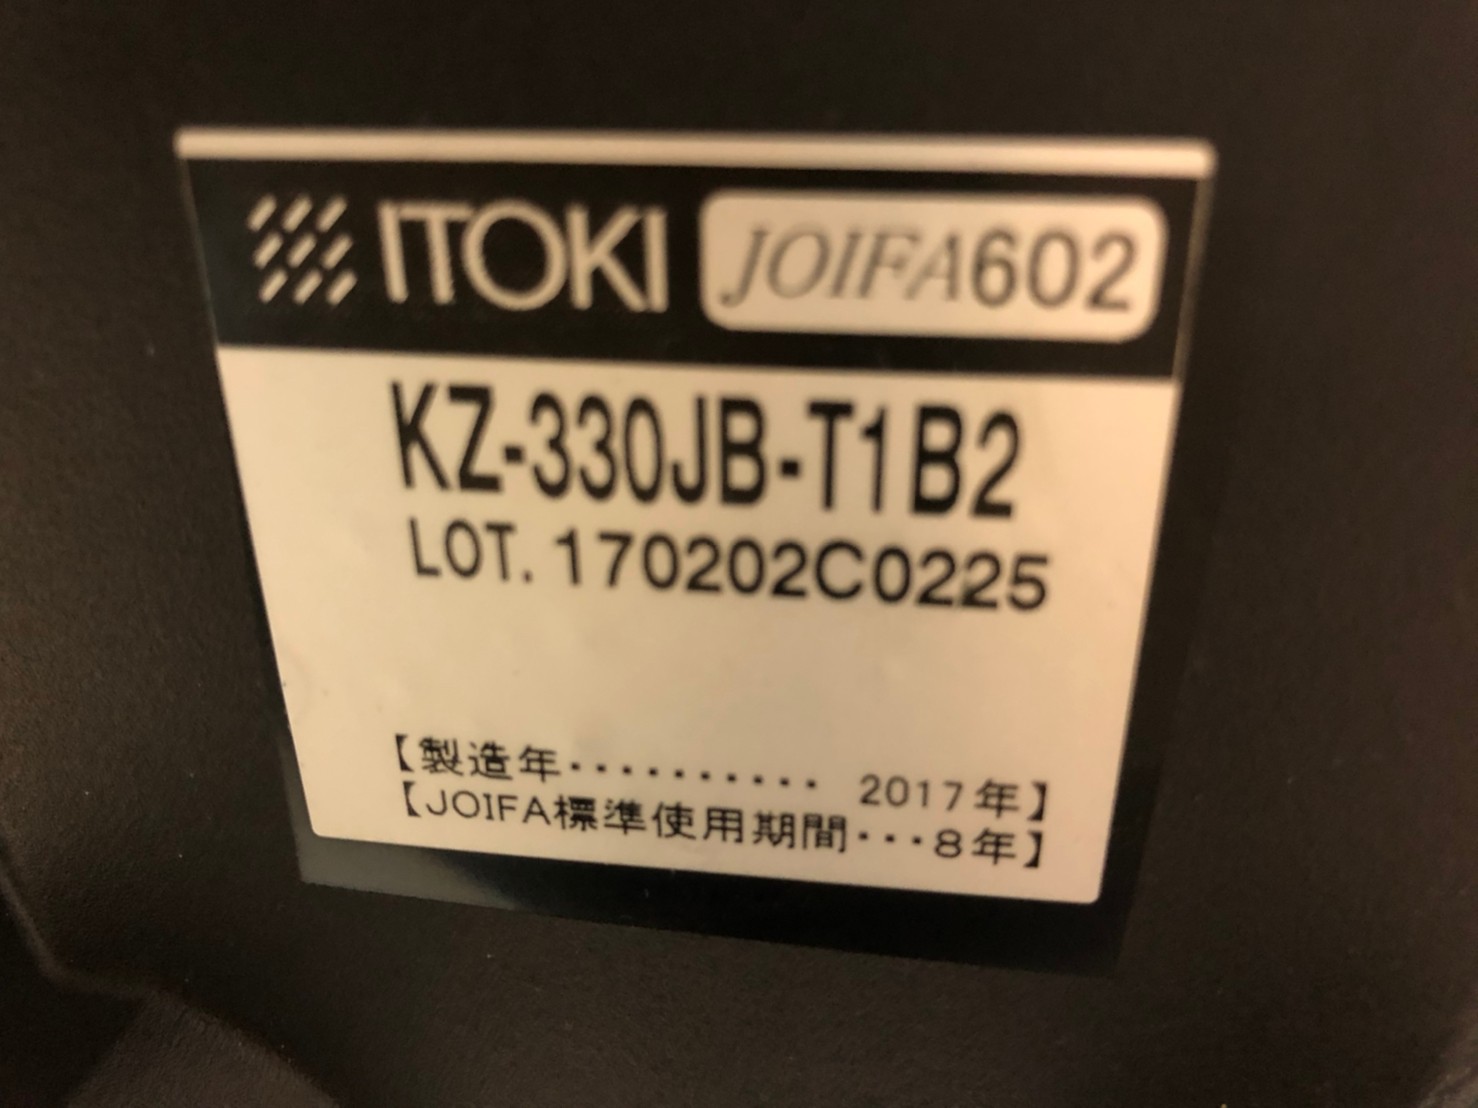 ITOKI JOIFA602
KZ-330JB-T1B2
LOT. 170202C0225
【製造年‥‥‥‥‥ 2017年】
【JOIFA標準使用期間…8年】